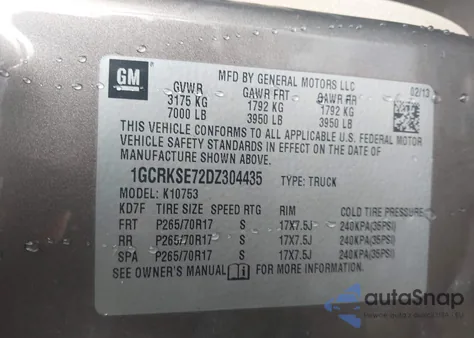 GM
MFD BY GENERAL MOTORS LLC
02/13
GVWR GAWR FRT GAWR RR
3175 KG 1792 KG 1792 KG
7000 LB 3950 LB 3950 LB
THIS VEHICLE CONFORMS TO ALL APPLICABLE U.S. FEDERAL MOTOR
VEHICLE SAFETY STANDARDS IN EFFECT ON THE DATE OF
MANUFACTURE SHOWN ABOVE.
1GCRKSE72DZ304435 TYPE: TRUCK
MODEL: K10753
KD7F TIRE SIZE SPEED RTG RIM COLD TIRE PRESSURE
FRT P265/70R17 S 17X7.5J 240KPA(35PSI)
RR P265/70R17 S 17X7.5J 240KPA(35PSI)
SPA P265/70R17 S 17X7.5J 240KPA(35PSI)
SEE OWNER'S MANUAL FOR MORE INFORMATION.
autoSnap